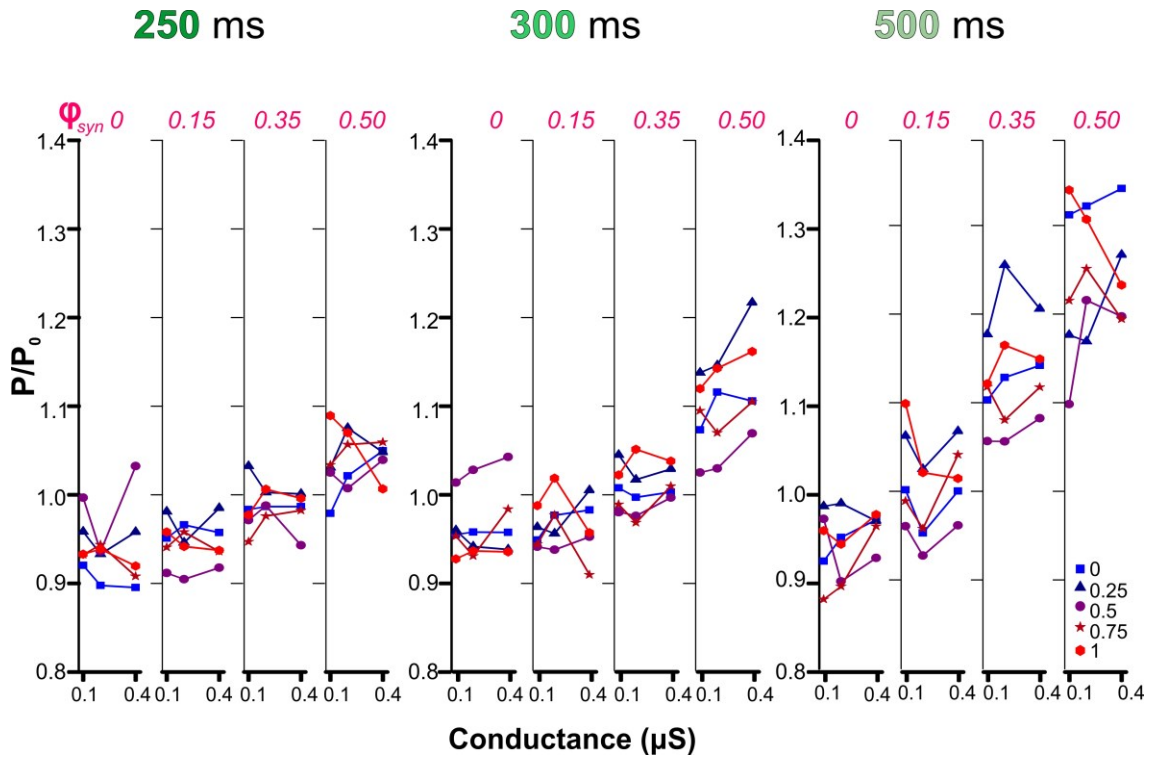 250 ms 300 ms 500 ms
φsyn 0 0.15 0.35 0.50 0 0.15 0.35 0.50 0 0.15 0.35 0.50
1.4 1.4 1.4
1.3 1.3 1.3
1.2 1.2 1.2
P/P0
1.1 1.1 1.1
1.0 1.0 1.0
0.9 0.9 0.9
0.8 0.8 0.8
0
0.25
0.5
0.75
1
0.1 0.4 0.1 0.4 0.1 0.4 0.1 0.4 0.1 0.4 0.1 0.4 0.1 0.4 0.1 0.4 0.1 0.4 0.1 0.4 0.1 0.4 0.1 0.4
Conductance (µS)